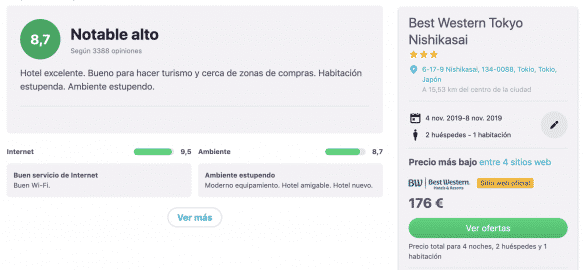 8,7
Notable alto
Según 3388 opiniones
Hotel excelente. Bueno para hacer turismo y cerca de zonas de compras. Habitación
estupenda. Ambiente estupendo.
Internet 9,5
Ambiente 8,7
Buen servicio de Internet
Buen Wi-Fi.
Ambiente estupendo
Moderno equipamiento. Hotel amigable. Hotel nuevo.
Ver más
Best Western Tokyo
Nishikasai
6-17-9 Nishikasai, 134-0088, Tokio, Tokio,
Japón
A 15,53 km del centro de la ciudad
4 nov. 2019-8 nov. 2019
2 huéspedes - 1 habitación
Precio más bajo entre 4 sitios web
BW Best Western
Hotels & Resorts
Sitio web oficial
176 €
Ver ofertas
Precio total para 4 noches, 2 huéspedes y 1
habitación